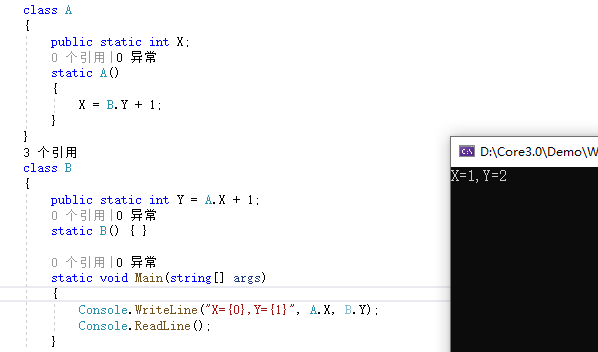 class A
{
public static int X;
0 个引用|0 异常
static A()
{
X = B.Y + 1;
}
}
3 个引用
class B
{
public static int Y = A.X + 1;
0 个引用|0 异常
static B() { }
0 个引用|0 异常
static void Main(string[] args)
{
Console.WriteLine("X={0},Y={1}", A.X, B.Y);
Console.ReadLine();
}
C:\ D:\Core3.0\Demo\W
X=1,Y=2